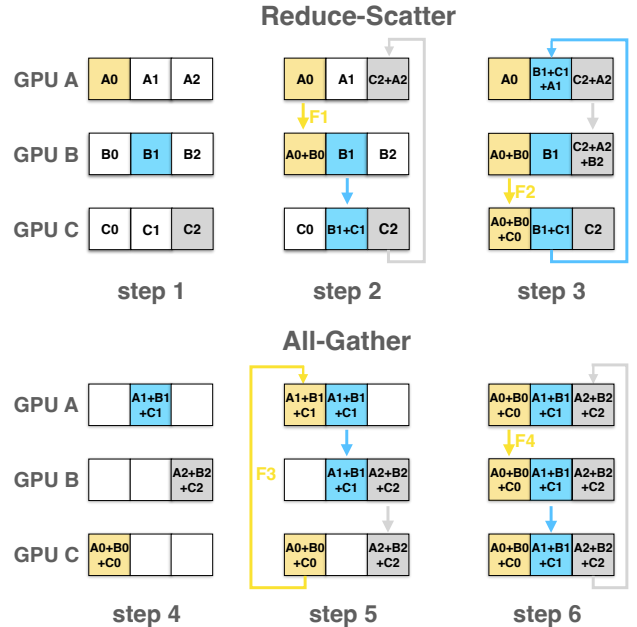 Reduce-Scatter
GPU A
A0
A1
A2
A0
A1
C2+A2
A0
B1+C1
+A1
C2+A2
F1
GPU B
B0
B1
B2
A0+B0
B1
B2
A0+B0
B1
C2+A2
+B2
F2
GPU C
C0
C1
C2
C0
B1+C1
C2
A0+B0
+C0
B1+C1
C2
step 1
step 2
step 3
All-Gather
GPU A
A1+B1
+C1
A1+B1
+C1
A1+B1
+C1
A0+B0
+C0
A1+B1
+C1
A2+B2
+C2
F4
GPU B
A2+B2
+C2
F3
A1+B1
+C1
A2+B2
+C2
A0+B0
+C0
A1+B1
+C1
A2+B2
+C2
GPU C
A0+B0
+C0
A0+B0
+C0
A2+B2
+C2
A0+B0
+C0
A1+B1
+C1
A2+B2
+C2
step 4
step 5
step 6